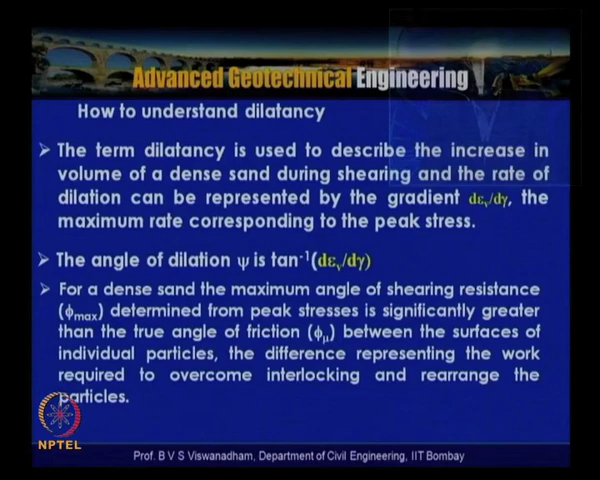 Advanced Geotechnical Engineering
How to understand dilatancy
➤ The term dilatancy is used to describe the increase in
volume of a dense sand during shearing and the rate of
dilation can be represented by the gradient dεᵥ/dγ, the
maximum rate corresponding to the peak stress.
➤ The angle of dilation ψ is tan⁻¹(dεᵥ/dγ)
➤ For a dense sand the maximum angle of shearing resistance
(ϕmax) determined from peak stresses is significantly greater
than the true angle of friction (ϕμ) between the surfaces of
individual particles, the difference representing the work
required to overcome interlocking and rearrange the
particles.
NPTEL
Prof. B V S Viswanadham, Department of Civil Engineering, IIT Bombay